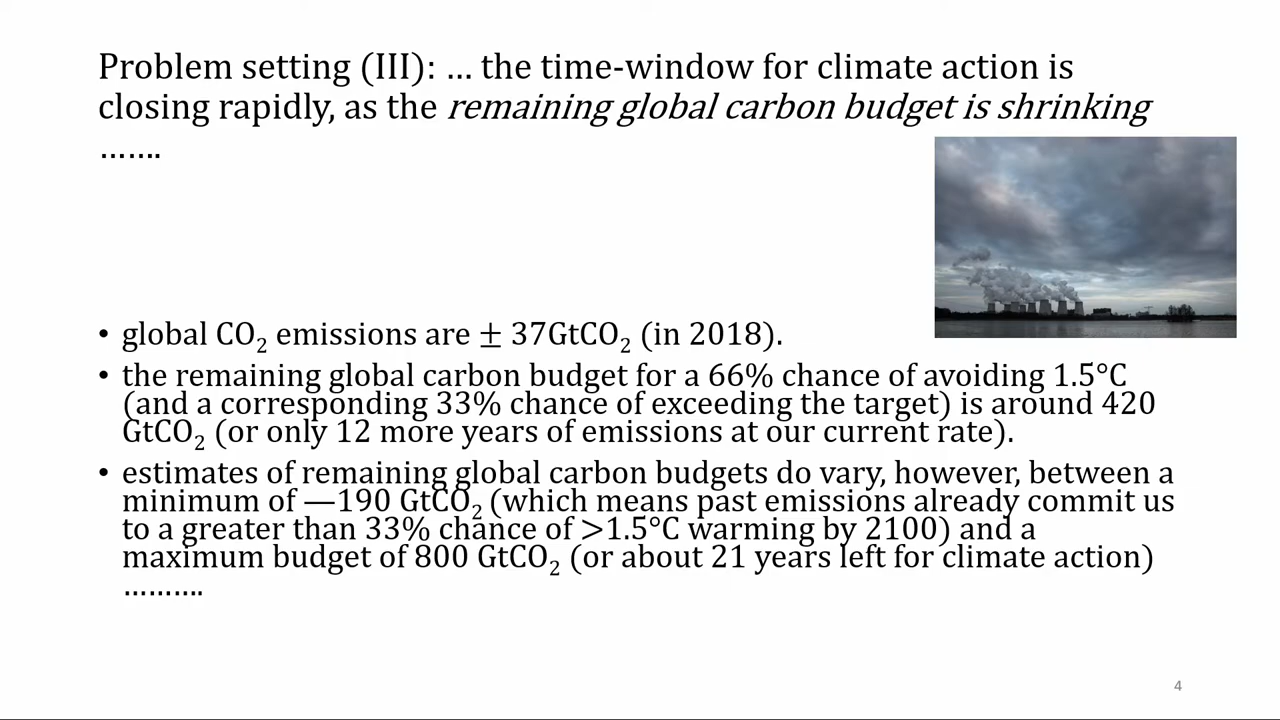 Problem setting (III): … the time-window for climate action is
closing rapidly, as the remaining global carbon budget is shrinking
…….
• global CO₂ emissions are ± 37GtCO₂ (in 2018).
• the remaining global carbon budget for a 66% chance of avoiding 1.5°C
(and a corresponding 33% chance of exceeding the target) is around 420
GtCO₂ (or only 12 more years of emissions at our current rate).
• estimates of remaining global carbon budgets do vary, however, between a
minimum of —190 GtCO₂ (which means past emissions already commit us
to a greater than 33% chance of >1.5°C warming by 2100) and a
maximum budget of 800 GtCO₂ (or about 21 years left for climate action)
……….
4